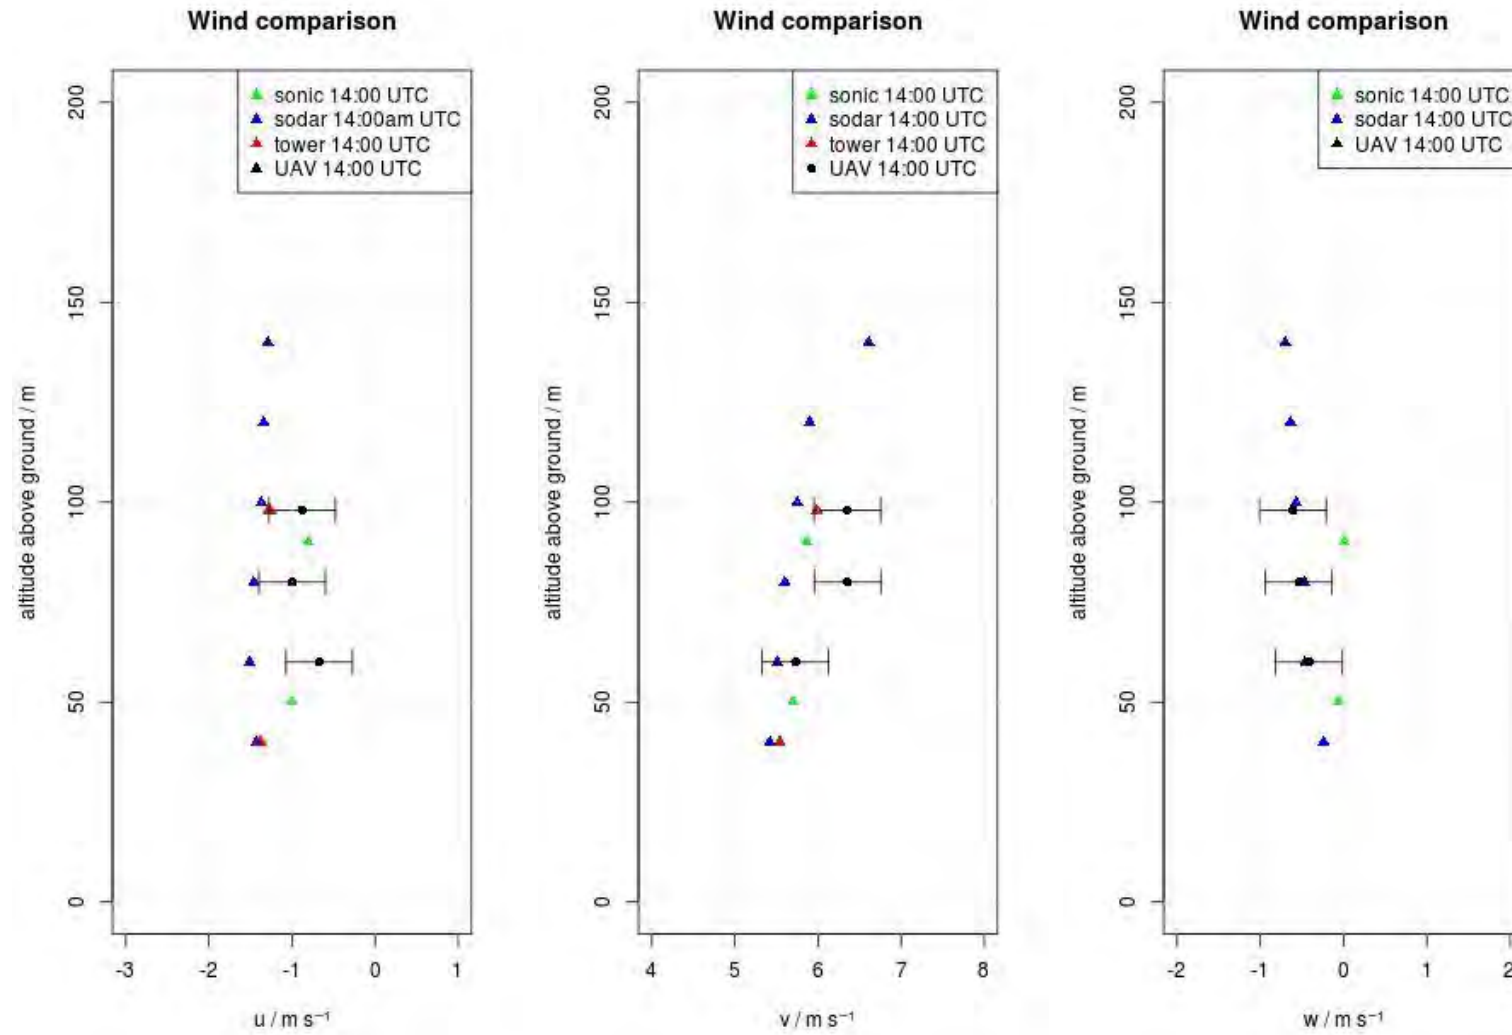 Wind comparison
sonic 14:00 UTC
sodar 14:00am UTC
tower 14:00 UTC
UAV 14:00 UTC
200
150
100
50
0
altitude above ground / m
-3 -2 -1 0 1
u / m s⁻¹
Wind comparison
sonic 14:00 UTC
sodar 14:00 UTC
tower 14:00 UTC
UAV 14:00 UTC
200
150
100
50
0
altitude above ground / m
4 5 6 7 8
v / m s⁻¹
Wind comparison
sonic 14:00 UTC
sodar 14:00 UTC
UAV 14:00 UTC
200
150
100
50
0
altitude above ground / m
-2 -1 0 1 2
w / m s⁻¹